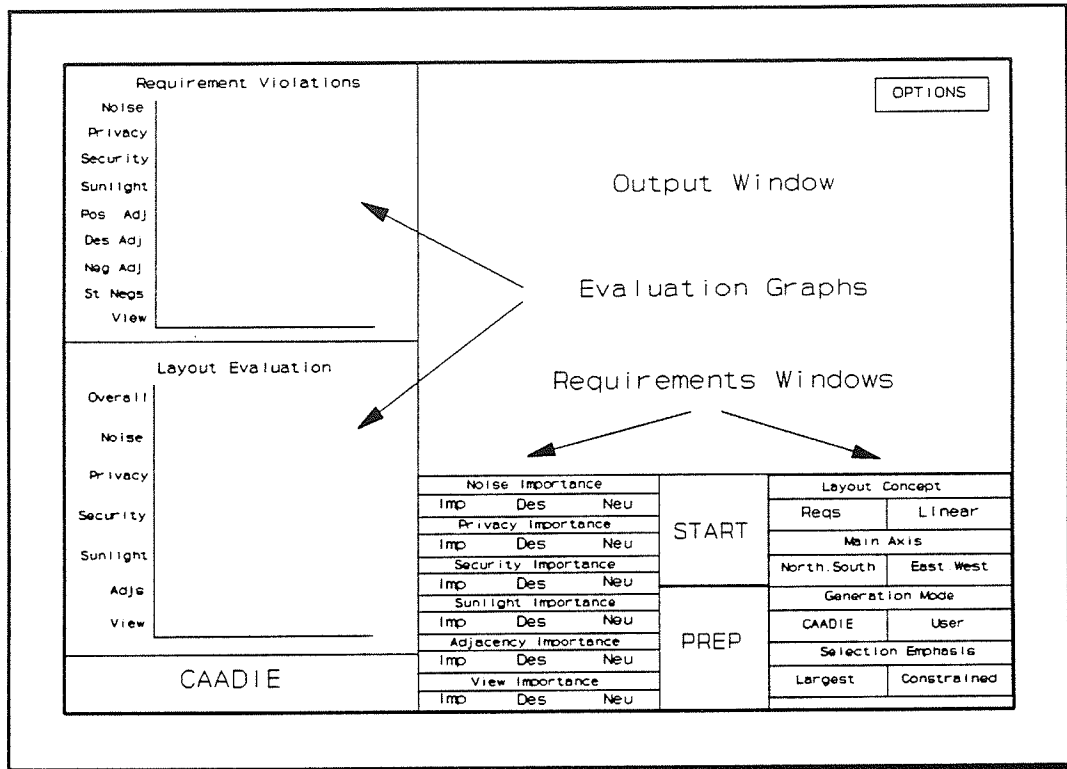 Requirement Violations
Noise
Privacy
Security
Sunlight
Pos Adj
Des Adj
Neg Adj
St Negs
View
Layout Evaluation
Overall
Noise
Privacy
Security
Sunlight
Adjs
View
CAADIE
OPTIONS
Output Window
Evaluation Graphs
Requirements Windows
Noise Importance
Imp Des Neu
Privacy Importance
Imp Des Neu
Security Importance
Imp Des Neu
Sunlight Importance
Imp Des Neu
Adjacency Importance
Imp Des Neu
View Importance
Imp Des Neu
START
PREP
Layout Concept
Reqs Linear
Main Axis
North.South East West
Generation Mode
CAADIE User
Selection Emphasis
Largest Constrained